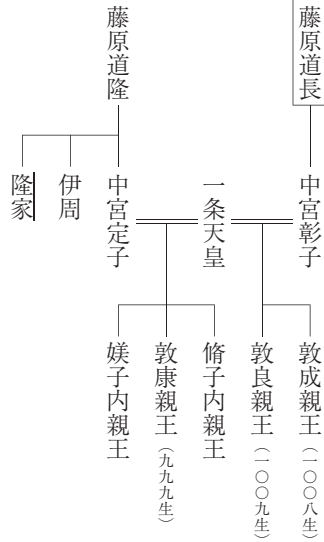 藤原道長
中宮彰子
敦成親王（一〇〇八生）
敦良親王（一〇〇九生）
一条天皇
脩子内親王
敦康親王（九九九生）
媄子内親王
藤原道隆
中宮定子
伊周
隆家